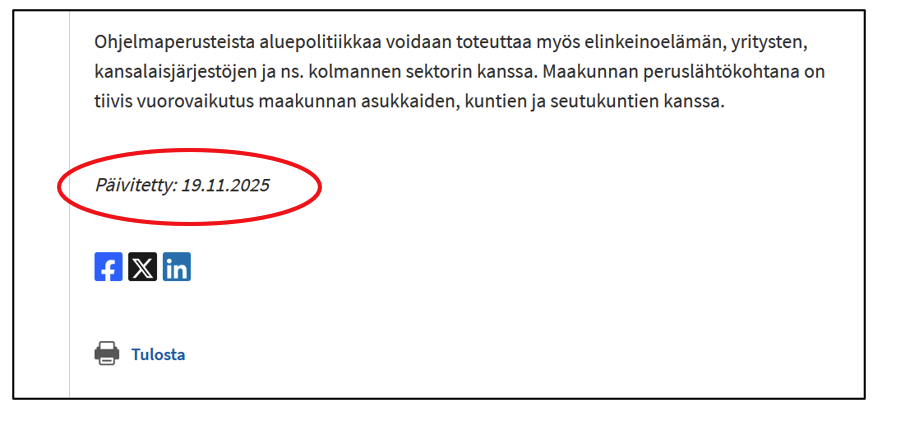 Ohjelmaperusteista aluepolitiikkaa voidaan toteuttaa myös elinkeinoelämän, yritysten,
kansalaisjärjestöjen ja ns. kolmannen sektorin kanssa. Maakunnan peruslähtökohtana on
tiivis vuorovaikutus maakunnan asukkaiden, kuntien ja seutukuntien kanssa.
Päivitetty: 19.11.2025
Tulosta